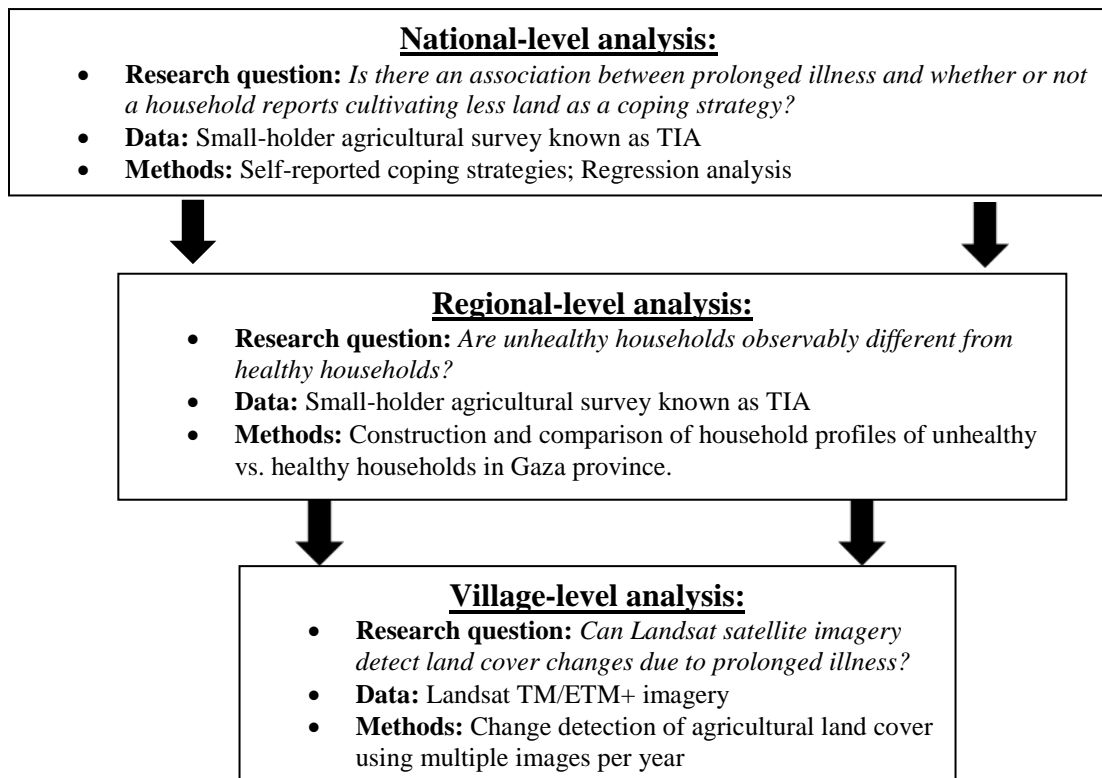 National-level analysis:
• Research question: Is there an association between prolonged illness and whether or not
a household reports cultivating less land as a coping strategy?
• Data: Small-holder agricultural survey known as TIA
• Methods: Self-reported coping strategies; Regression analysis
Regional-level analysis:
• Research question: Are unhealthy households observably different from
healthy households?
• Data: Small-holder agricultural survey known as TIA
• Methods: Construction and comparison of household profiles of unhealthy
vs. healthy households in Gaza province.
Village-level analysis:
• Research question: Can Landsat satellite imagery
detect land cover changes due to prolonged illness?
• Data: Landsat TM/ETM+ imagery
• Methods: Change detection of agricultural land cover
using multiple images per year